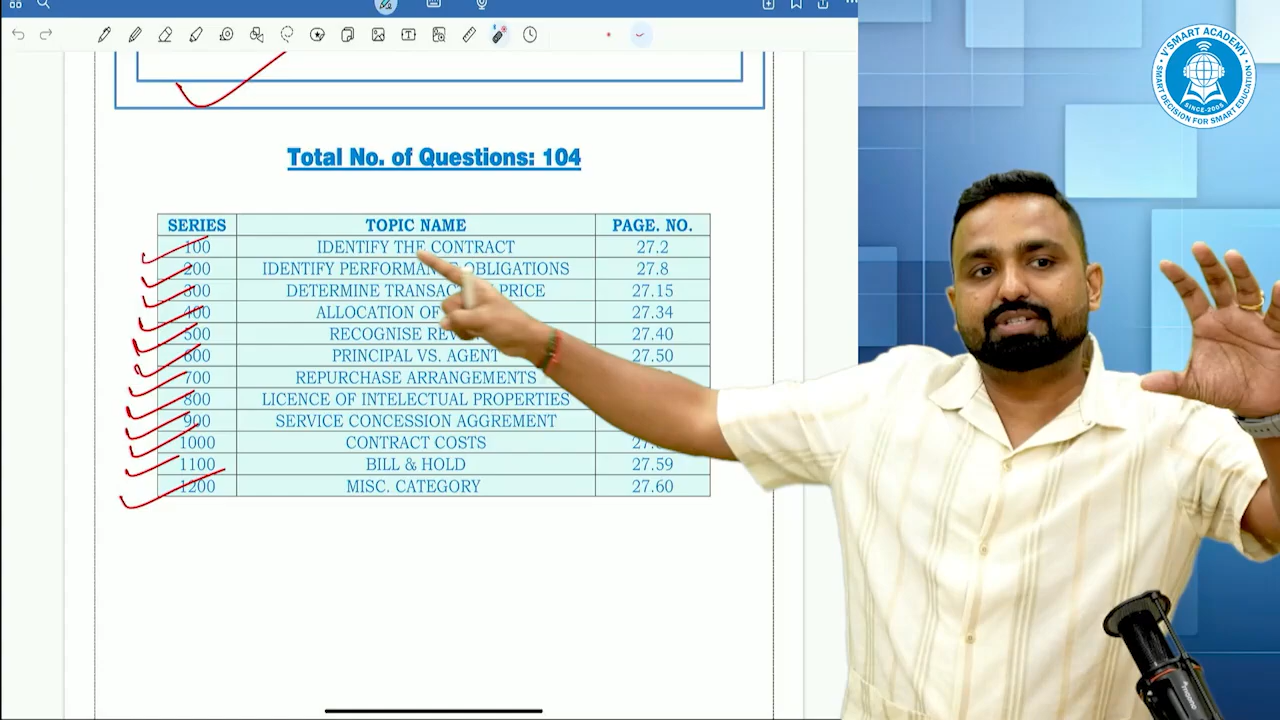 V'SMART ACADEMY
SINCE-2005
SMART DECISION FOR SMART EDUCATION
Total No. of Questions: 104
SERIES TOPIC NAME PAGE. NO.
100 IDENTIFY THE CONTRACT 27.2
200 IDENTIFY OBLIGATIONS 27.8
300 DETERMINE PRICE 27.15
400 ALLOCATION OF 27.34
500 RECOGNISE 27.40
600 PRINCIPAL VS. AGENT 27.50
700 REPURCHASE ARRANGEMENTS
800 LICENCE OF INTELECTUAL PROPERTIES
900 SERVICE CONCESSION AGGREMENT
1000 CONTRACT COSTS
1100 BILL & HOLD 27.59
1200 MISC. CATEGORY 27.60